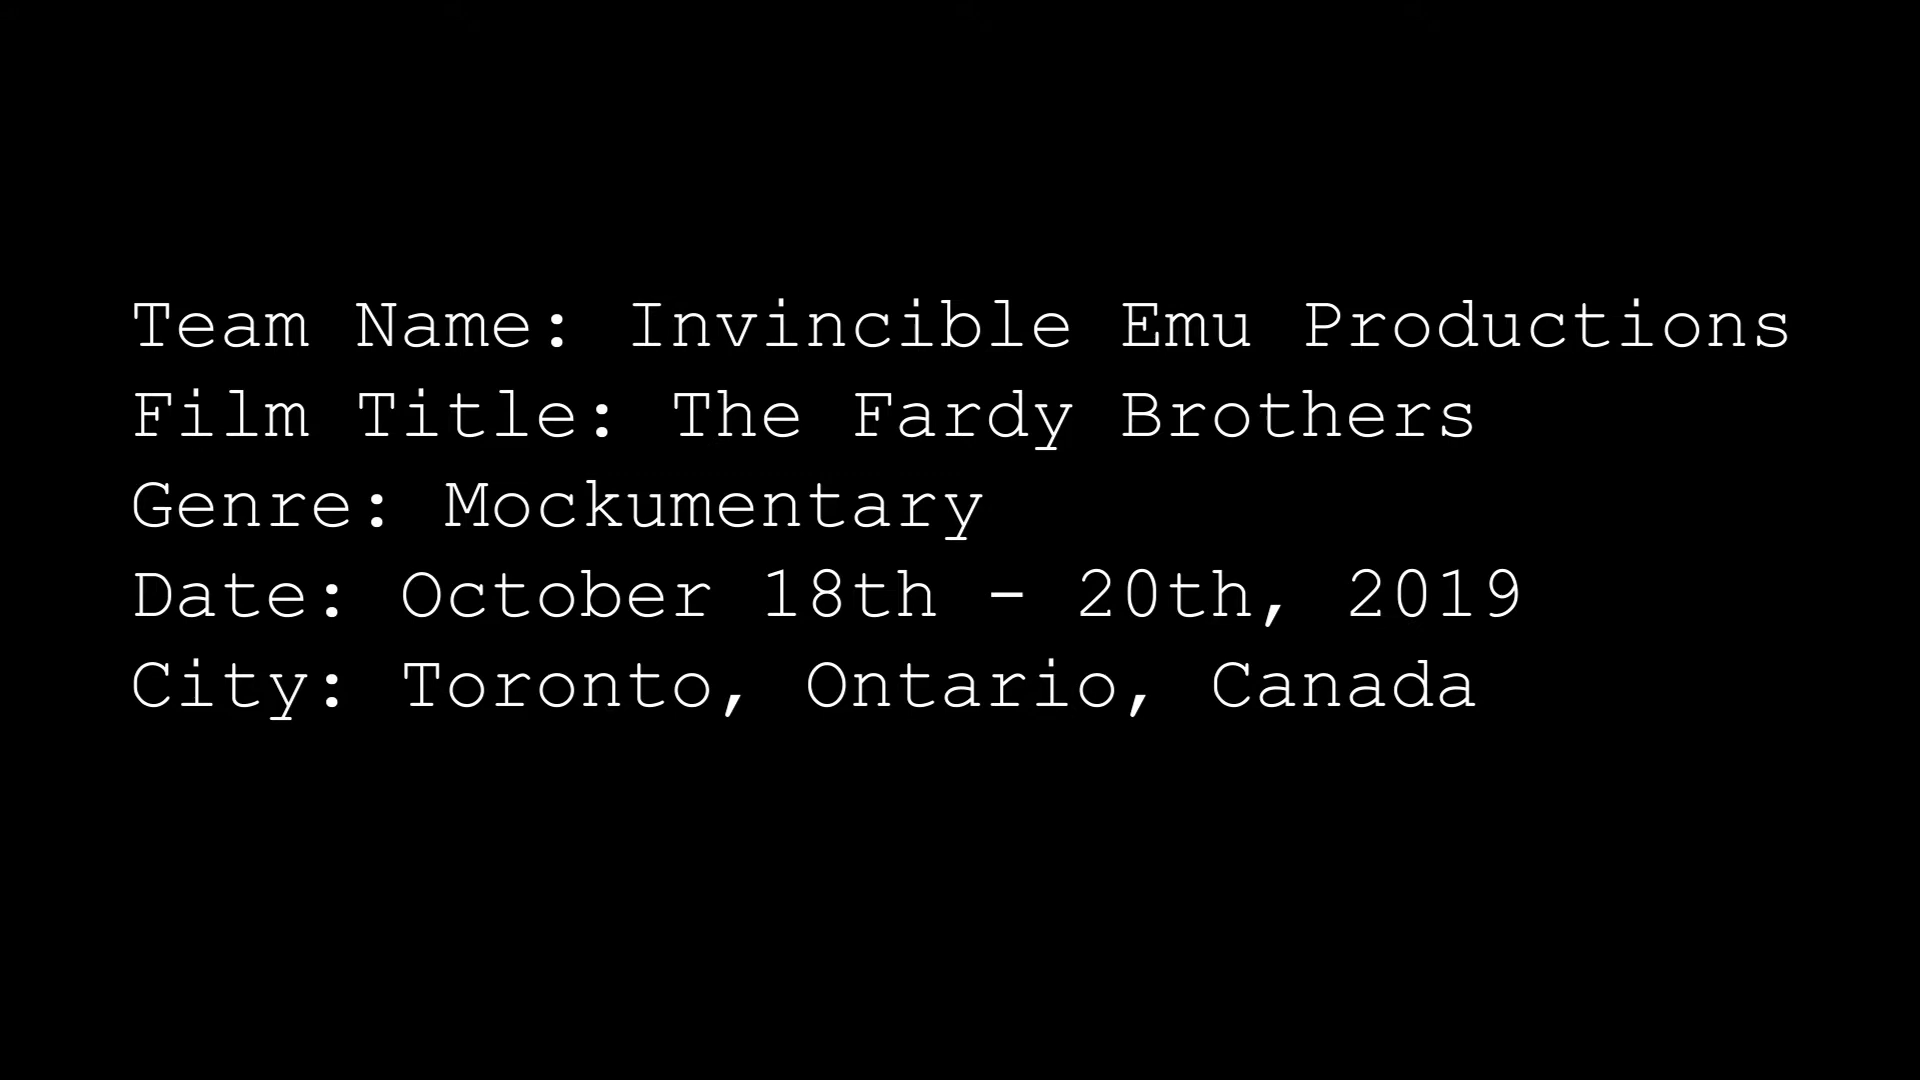 Team Name: Invincible Emu Productions
Film Title: The Fardy Brothers
Genre: Mockumentary
Date: October 18th - 20th, 2019
City: Toronto, Ontario, Canada